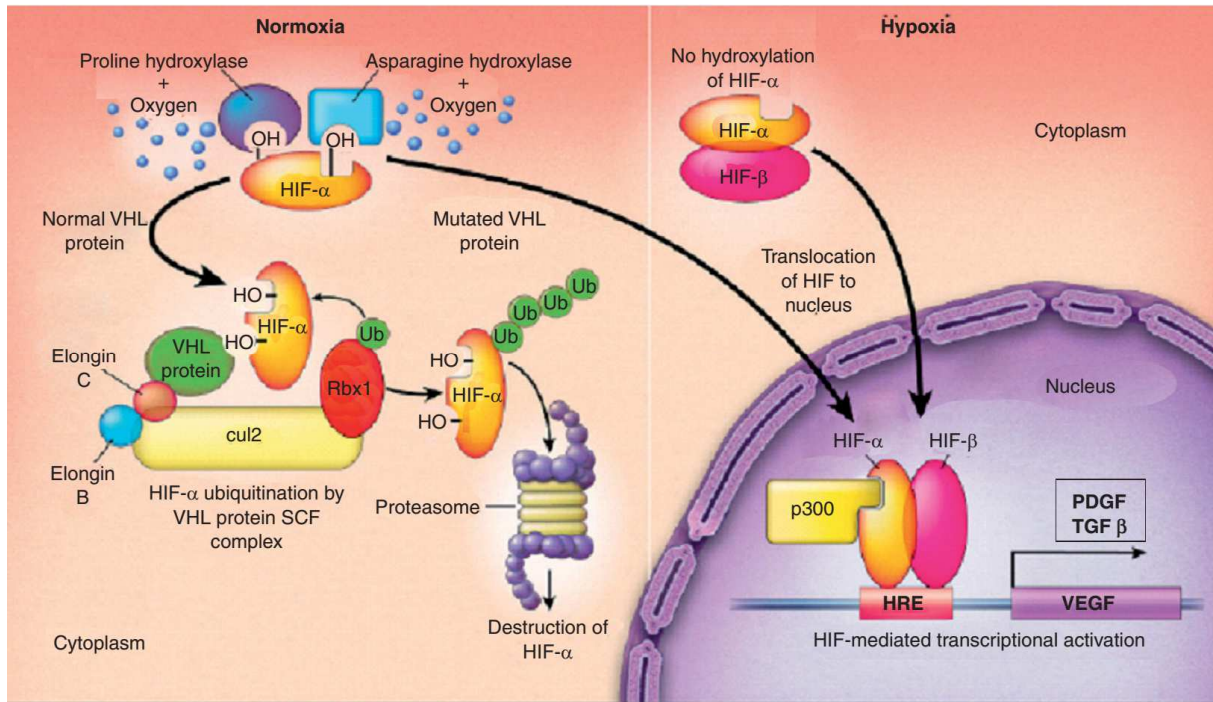 Normoxia
Proline hydroxylase
+
Oxygen
Asparagine hydroxylase
+
Oxygen
OH
OH
HIF-α
Normal VHL
protein
Mutated VHL
protein
HO
HO
HIF-α
Ub
VHL
protein
Elongin
C
Elongin
B
Rbx1
cul2
HIF-α ubiquitination by
VHL protein SCF
complex
HO
HO
HIF-α
Ub
Ub
Ub
Ub
Proteasome
Destruction of
HIF-α
Cytoplasm
Hypoxia
No hydroxylation
of HIF-α
HIF-α
HIF-β
Cytoplasm
Translocation
of HIF to
nucleus
Nucleus
HIF-α
HIF-β
p300
PDGF
TGF β
HRE
VEGF
HIF-mediated transcriptional activation